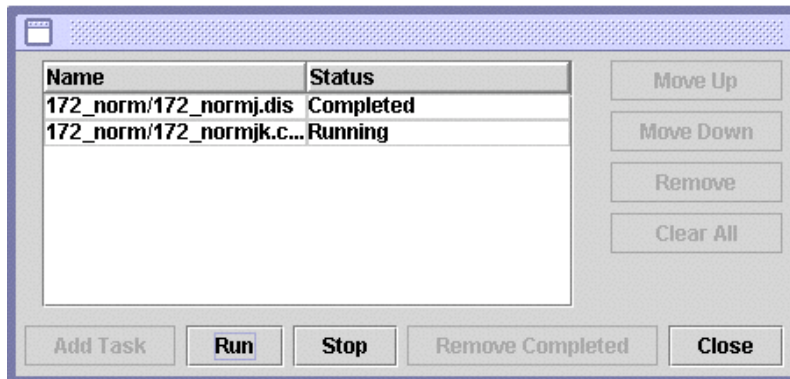 Name Status
172_norm/172_normj.dis Completed
172_norm/172_normjk.c... Running
Move Up
Move Down
Remove
Clear All
Add Task Run Stop Remove Completed Close